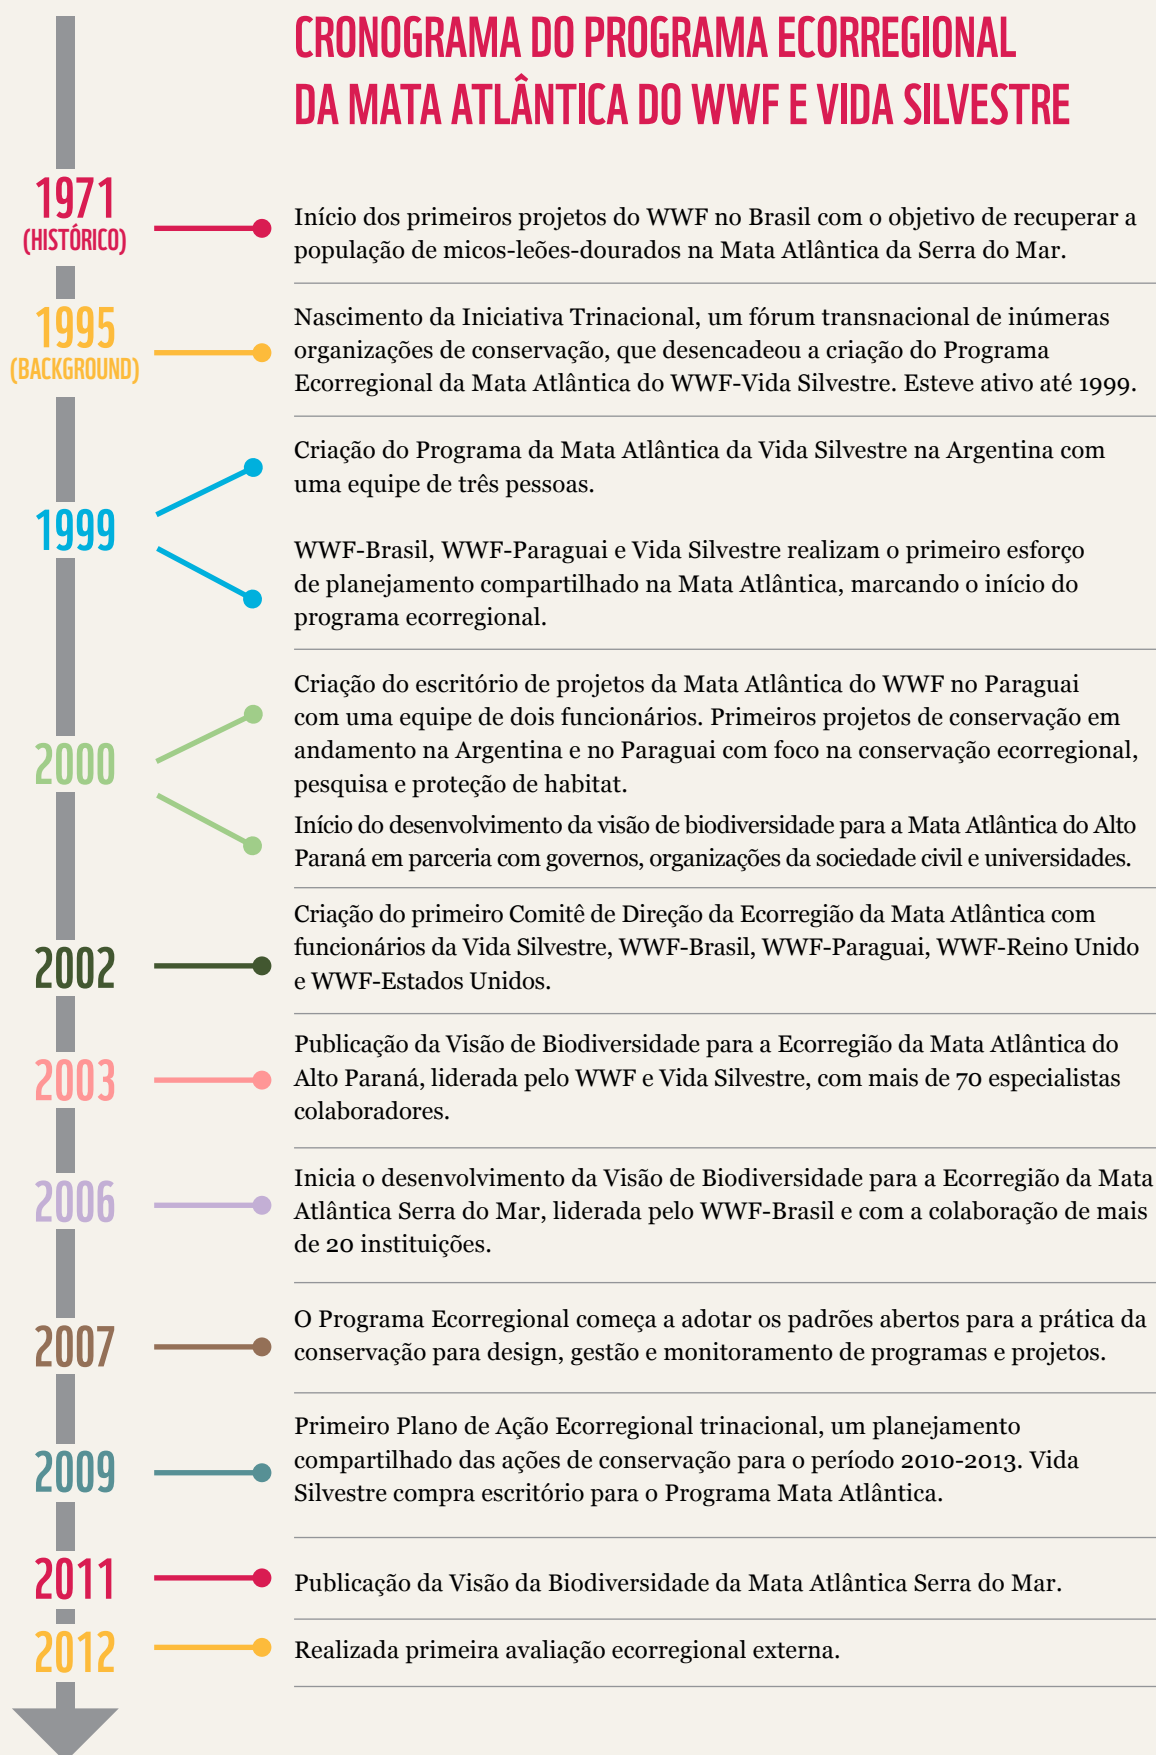 CRONOGRAMA DO PROGRAMA ECORREGIONAL
DA MATA ATLÂNTICA DO WWF E VIDA SILVESTRE
1971
(HISTÓRICO)
Início dos primeiros projetos do WWF no Brasil com o objetivo de recuperar a
população de micos-leões-dourados na Mata Atlântica da Serra do Mar.
1995
(BACKGROUND)
Nascimento da Iniciativa Trinacional, um fórum transnacional de inúmeras
organizações de conservação, que desencadeou a criação do Programa
Ecorregional da Mata Atlântica do WWF-Vida Silvestre. Esteve ativo até 1999.
1999
Criação do Programa da Mata Atlântica da Vida Silvestre na Argentina com
uma equipe de três pessoas.
WWF-Brasil, WWF-Paraguai e Vida Silvestre realizam o primeiro esforço
de planejamento compartilhado na Mata Atlântica, marcando o início do
programa ecorregional.
2000
Criação do escritório de projetos da Mata Atlântica do WWF no Paraguai
com uma equipe de dois funcionários. Primeiros projetos de conservação em
andamento na Argentina e no Paraguai com foco na conservação ecorregional,
pesquisa e proteção de habitat.
Início do desenvolvimento da visão de biodiversidade para a Mata Atlântica do Alto
Paraná em parceria com governos, organizações da sociedade civil e universidades.
2002
Criação do primeiro Comitê de Direção da Ecorregião da Mata Atlântica com
funcionários da Vida Silvestre, WWF-Brasil, WWF-Paraguai, WWF-Reino Unido
e WWF-Estados Unidos.
2003
Publicação da Visão de Biodiversidade para a Ecorregião da Mata Atlântica do
Alto Paraná, liderada pelo WWF e Vida Silvestre, com mais de 70 especialistas
colaboradores.
2006
Inicia o desenvolvimento da Visão de Biodiversidade para a Ecorregião da Mata
Atlântica Serra do Mar, liderada pelo WWF-Brasil e com a colaboração de mais
de 20 instituições.
2007
O Programa Ecorregional começa a adotar os padrões abertos para a prática da
conservação para design, gestão e monitoramento de programas e projetos.
2009
Primeiro Plano de Ação Ecorregional trinacional, um planejamento
compartilhado das ações de conservação para o período 2010-2013. Vida
Silvestre compra escritório para o Programa Mata Atlântica.
2011
Publicação da Visão da Biodiversidade da Mata Atlântica Serra do Mar.
2012
Realizada primeira avaliação ecorregional externa.